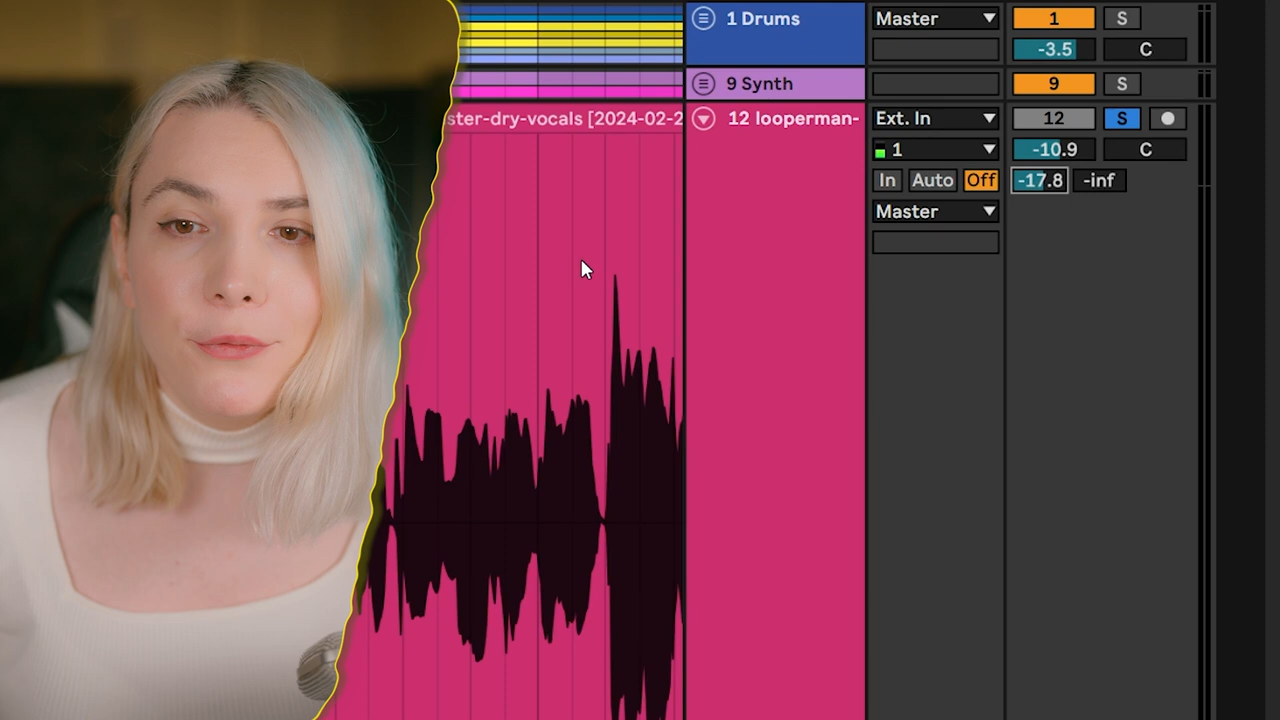 1 Drums Master 1 S
-3.5 C
9 Synth 9 S
ster-dry-vocals [2024-02-2 12 looperman- Ext. In 12 S
1 -10.9 C
In Auto Off -17.8 -inf
Master